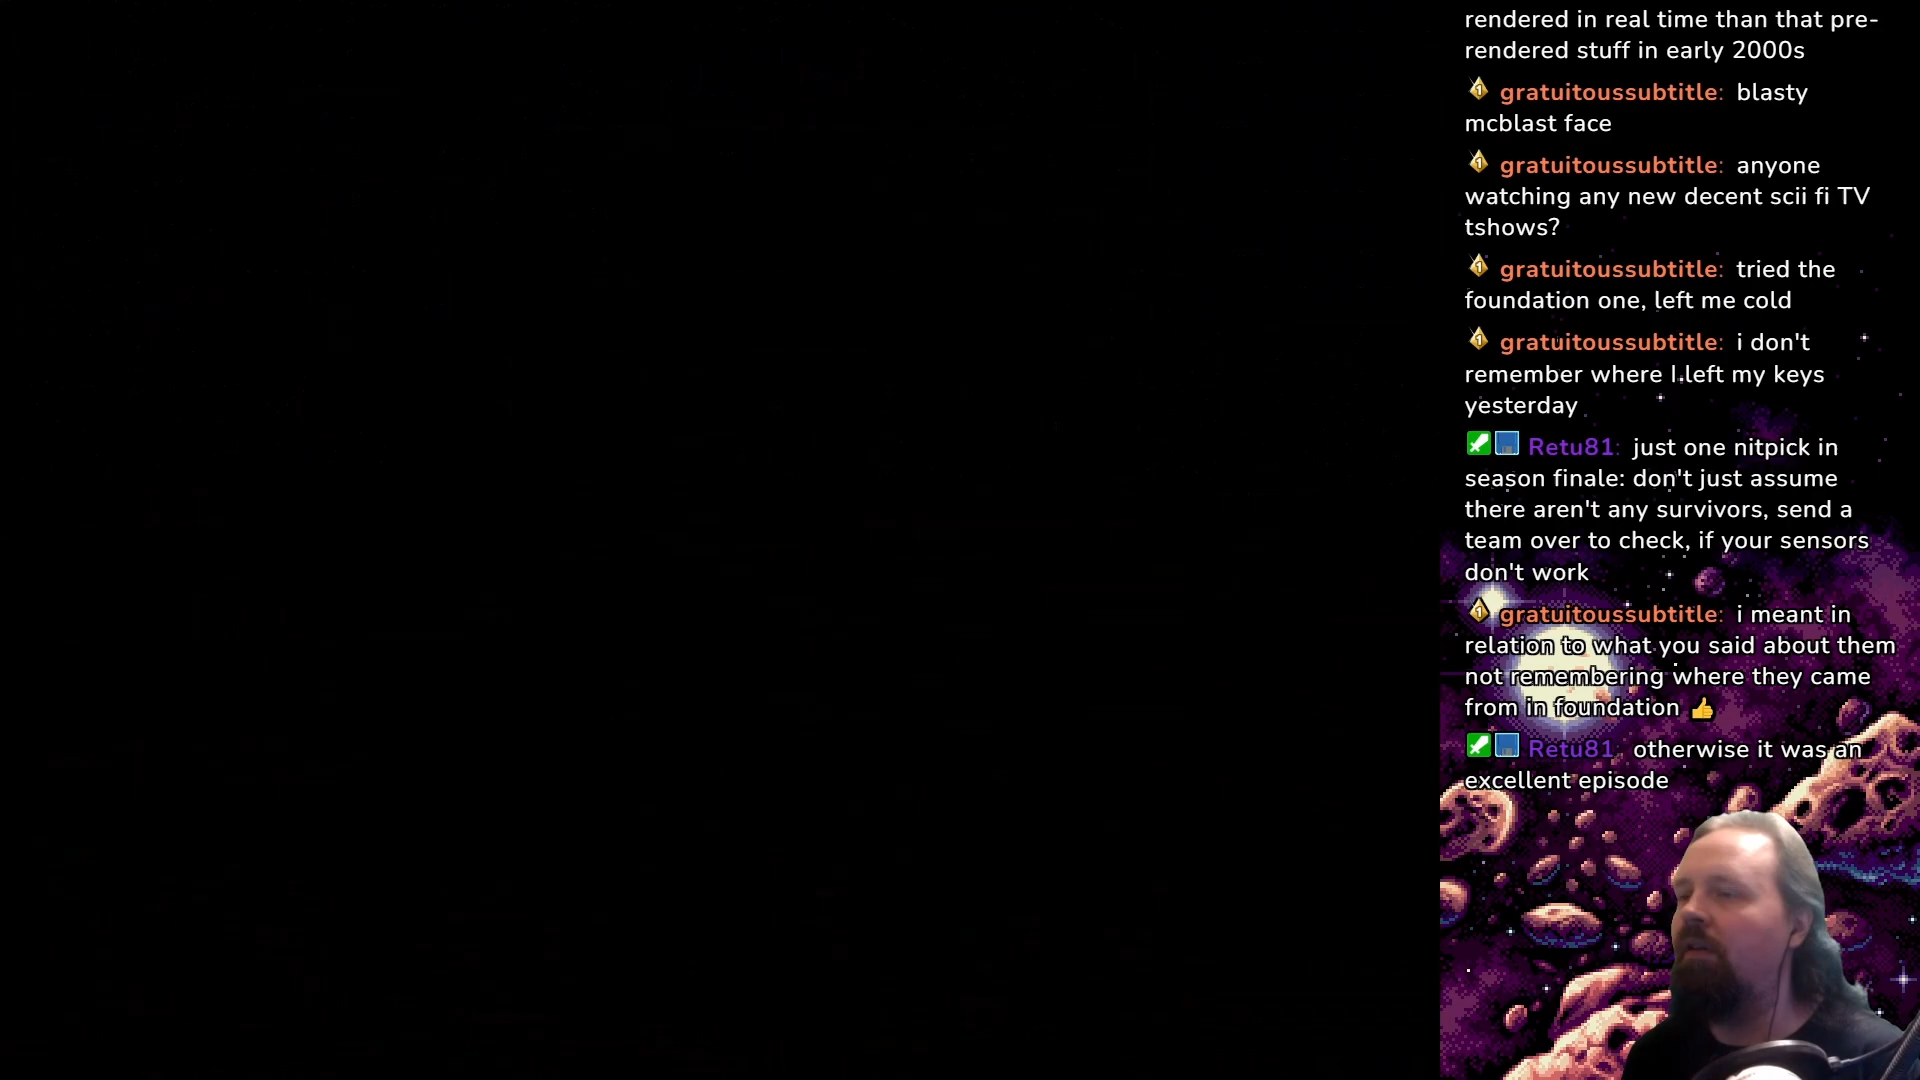 rendered in real time than that pre-
rendered stuff in early 2000s
gratuitoussubtitle: blasty
mcblast face
gratuitoussubtitle: anyone
watching any new decent scii fi TV
tshows?
gratuitoussubtitle: tried the
foundation one, left me cold
gratuitoussubtitle: i don't
remember where I left my keys
yesterday
Retu81: just one nitpick in
season finale: don't just assume
there aren't any survivors, send a
team over to check, if your sensors
don't work
gratuitoussubtitle: i meant in
relation to what you said about them
not remembering where they came
from in foundation 👍
Retu81: otherwise it was an
excellent episode